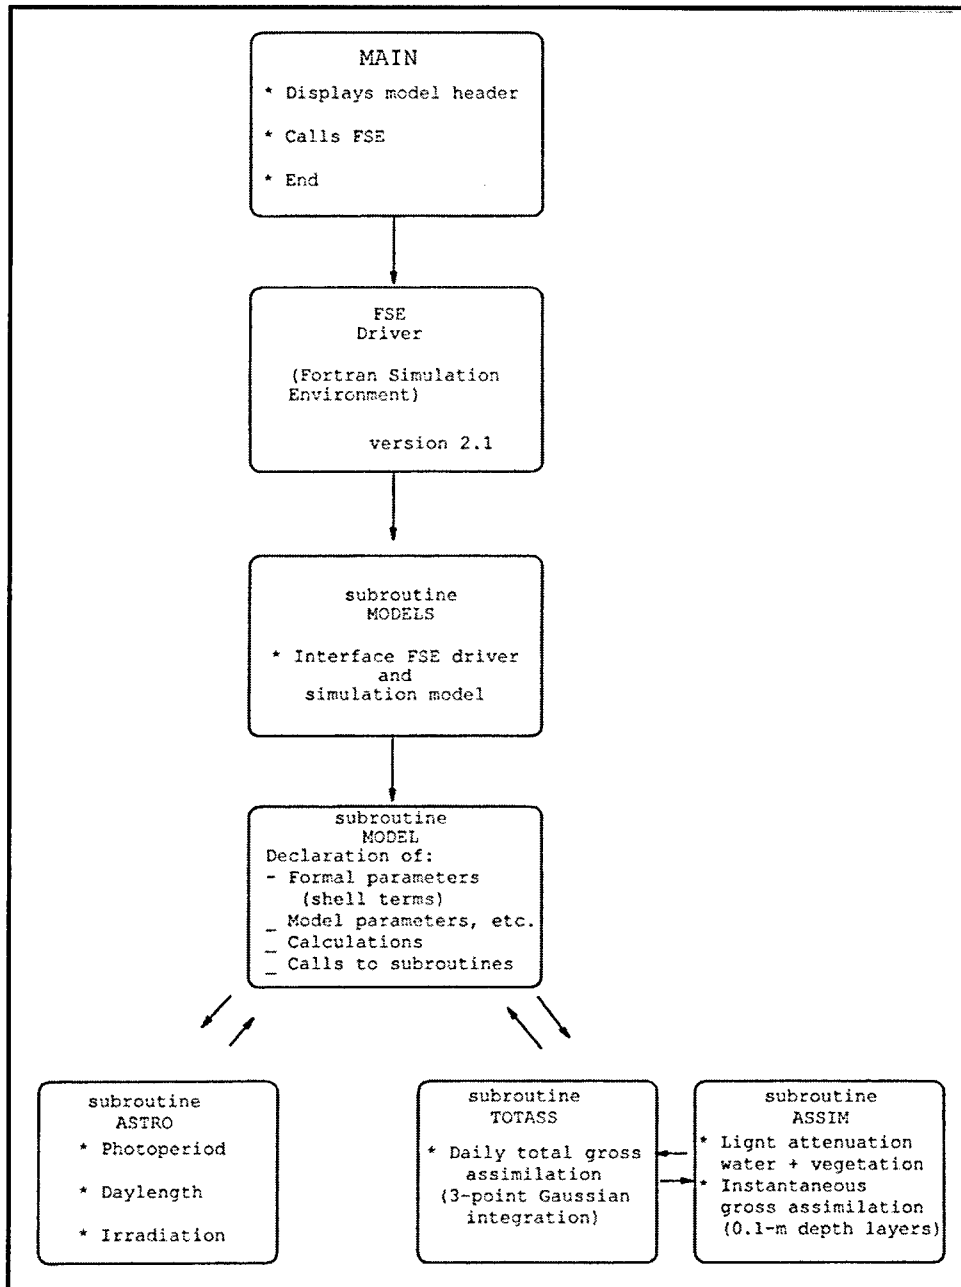 MAIN
* Displays model header
* Calls FSE
* End
FSE
Driver
(Fortran Simulation
Environment)
version 2.1
subroutine
MODELS
* Interface FSE driver
and
simulation model
subroutine
MODEL
Declaration of:
- Formal parameters
(shell terms)
_ Model parameters, etc.
_ Calculations
_ Calls to subroutines
subroutine
ASTRO
* Photoperiod
* Daylength
* Irradiation
subroutine
TOTASS
* Daily total gross
assimilation
(3-point Gaussian
integration)
subroutine
ASSIM
* Lignt attenuation
water + vegetation
* Instantaneous
gross assimilation
(0.1-m depth layers)